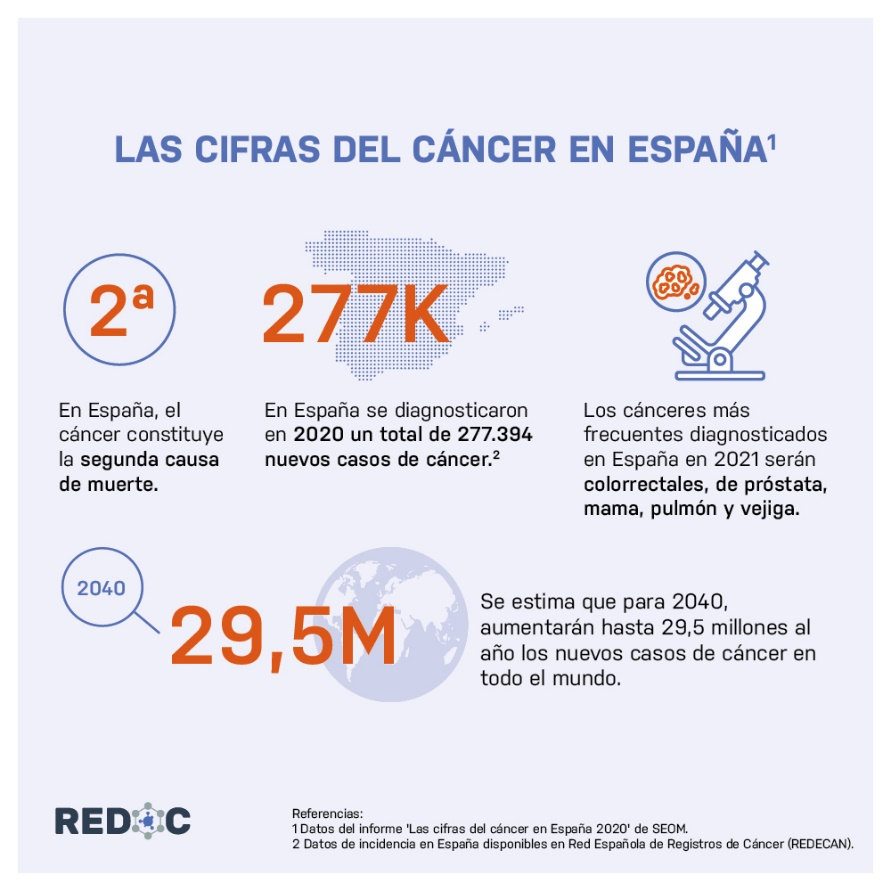 LAS CIFRAS DEL CÁNCER EN ESPAÑA¹
2ª
En España, el
cáncer constituye
la segunda causa
de muerte.
277K
En España se diagnosticaron
en 2020 un total de 277.394
nuevos casos de cáncer.²
Los cánceres más
frecuentes diagnosticados
en España en 2021 serán
colorrectales, de próstata,
mama, pulmón y vejiga.
2040
29,5M
Se estima que para 2040,
aumentarán hasta 29,5 millones al
año los nuevos casos de cáncer en
todo el mundo.
REDOC
Referencias:
1 Datos del informe 'Las cifras del cáncer en España 2020' de SEOM.
2 Datos de incidencia en España disponibles en Red Española de Registros de Cáncer (REDECAN).